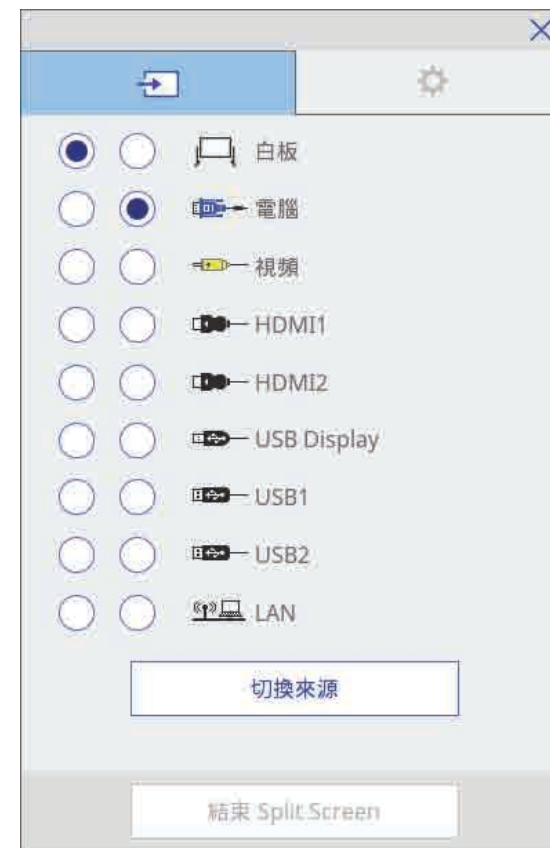 白板
電腦
視頻
HDMI1
HDMI2
USB Display
USB1
USB2
LAN
切換來源
結束 Split Screen